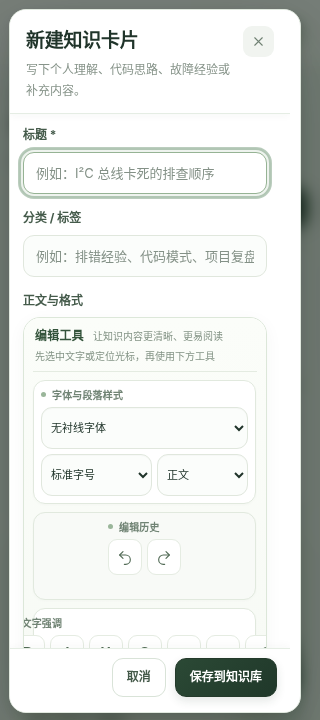 新建知识卡片
写下个人理解、代码思路、故障经验或
补充内容。
标题 *
例如：I²C 总线卡死的排查顺序
分类 / 标签
例如：排错经验、代码模式、项目复盘
正文与格式
编辑工具 让知识内容更清晰、更易阅读
先选中文字或定位光标，再使用下方工具
字体与段落样式
无衬线字体
标准字号 正文
编辑历史
文字强调
取消 保存到知识库